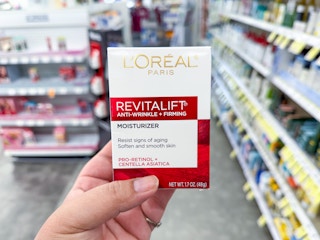 L'ORÉAL
PARIS
REVITALIFT®
ANTI-WRINKLE + FIRMING
MOISTURIZER
Resist signs of aging
Soften and smooth skin
PRO-RETINOL +
CENTELLA ASIATICA
NET WT. 1.7 OZ. (48g)